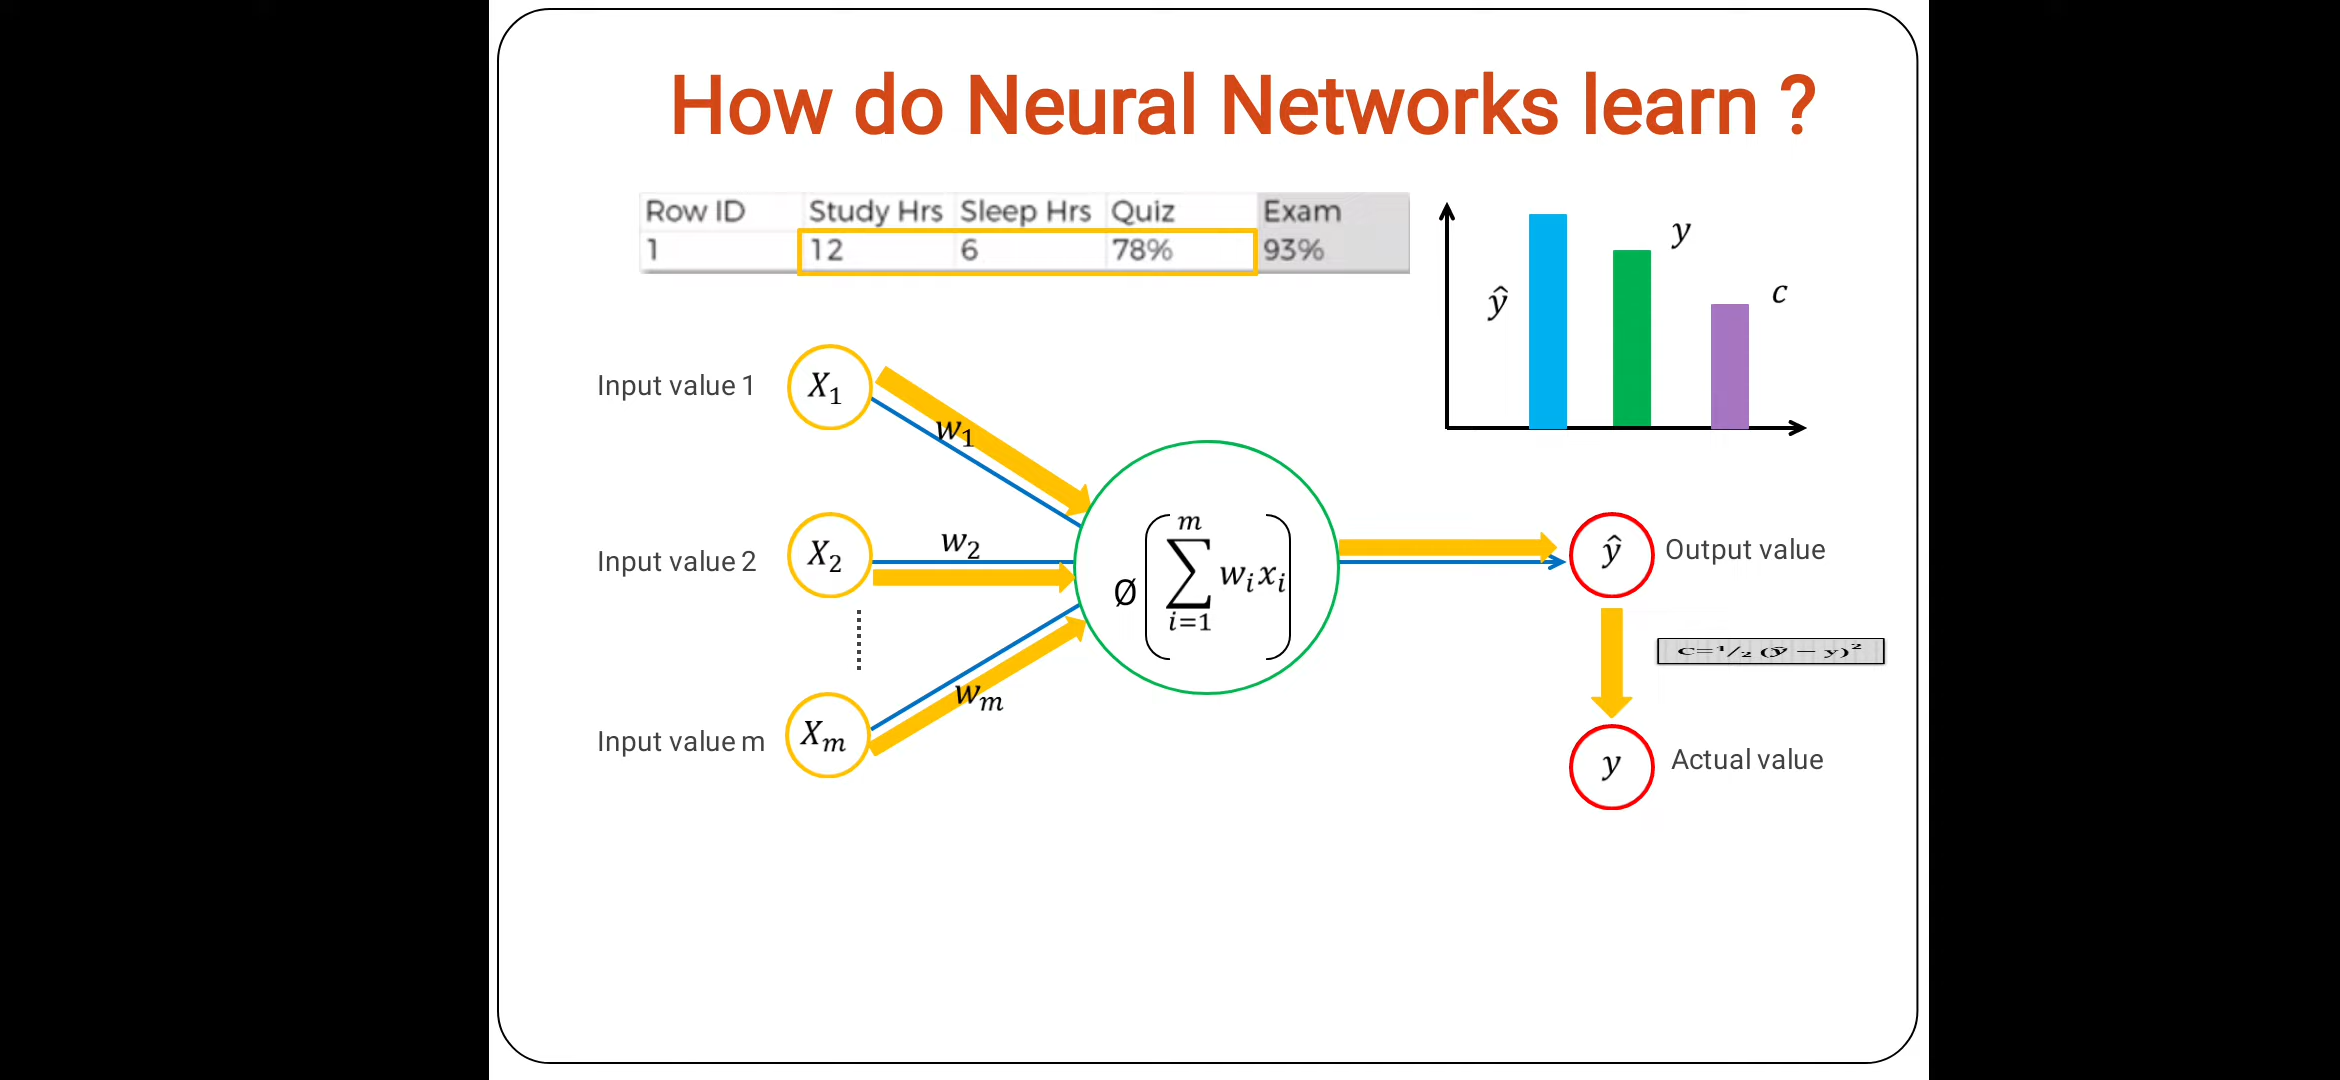 How do Neural Networks learn ?
Row ID Study Hrs Sleep Hrs Quiz Exam
1 12 6 78% 93%
y
ŷ
c
Input value 1
X₁
w₁
Input value 2
X₂
w₂
Ø ( ∑ᵢ₌₁ᵐ wᵢxᵢ )
ŷ
Output value
C=¹/₂ (ŷ − y)²
Input value m
Xₘ
wₘ
y
Actual value